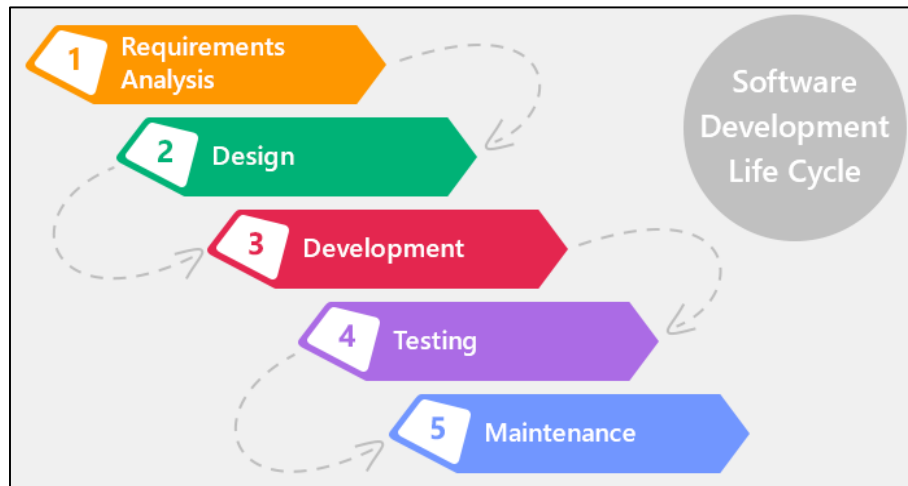 1
Requirements
Analysis
2
Design
3
Development
4
Testing
5
Maintenance
Software
Development
Life Cycle